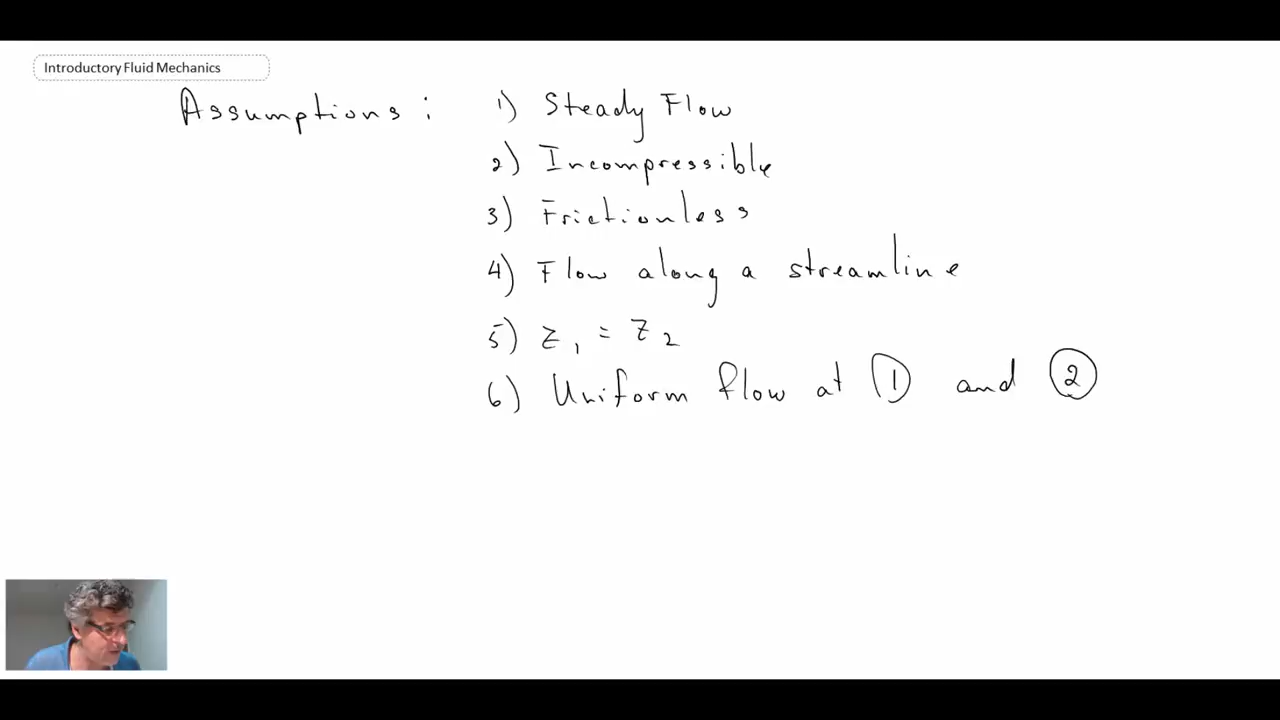 Introductory Fluid Mechanics
Assumptions: 1) Steady Flow
2) Incompressible
3) Frictionless
4) Flow along a streamline
5) z₁ = z₂
6) Uniform flow at ① and ②